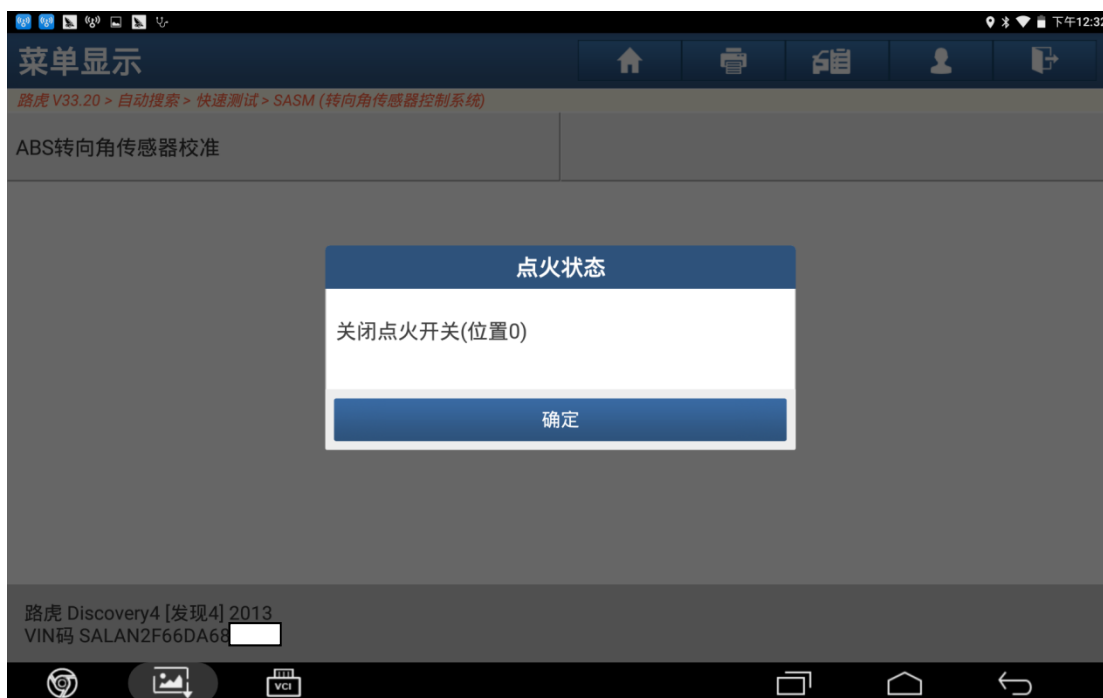 下午12:32
菜单显示
路虎 V33.20 > 自动搜索 > 快速测试 > SASM (转向角传感器控制系统)
ABS转向角传感器校准
点火状态
关闭点火开关(位置0)
确定
路虎 Discovery4 [发现4] 2013
VIN码 SALAN2F66DA68
VCI